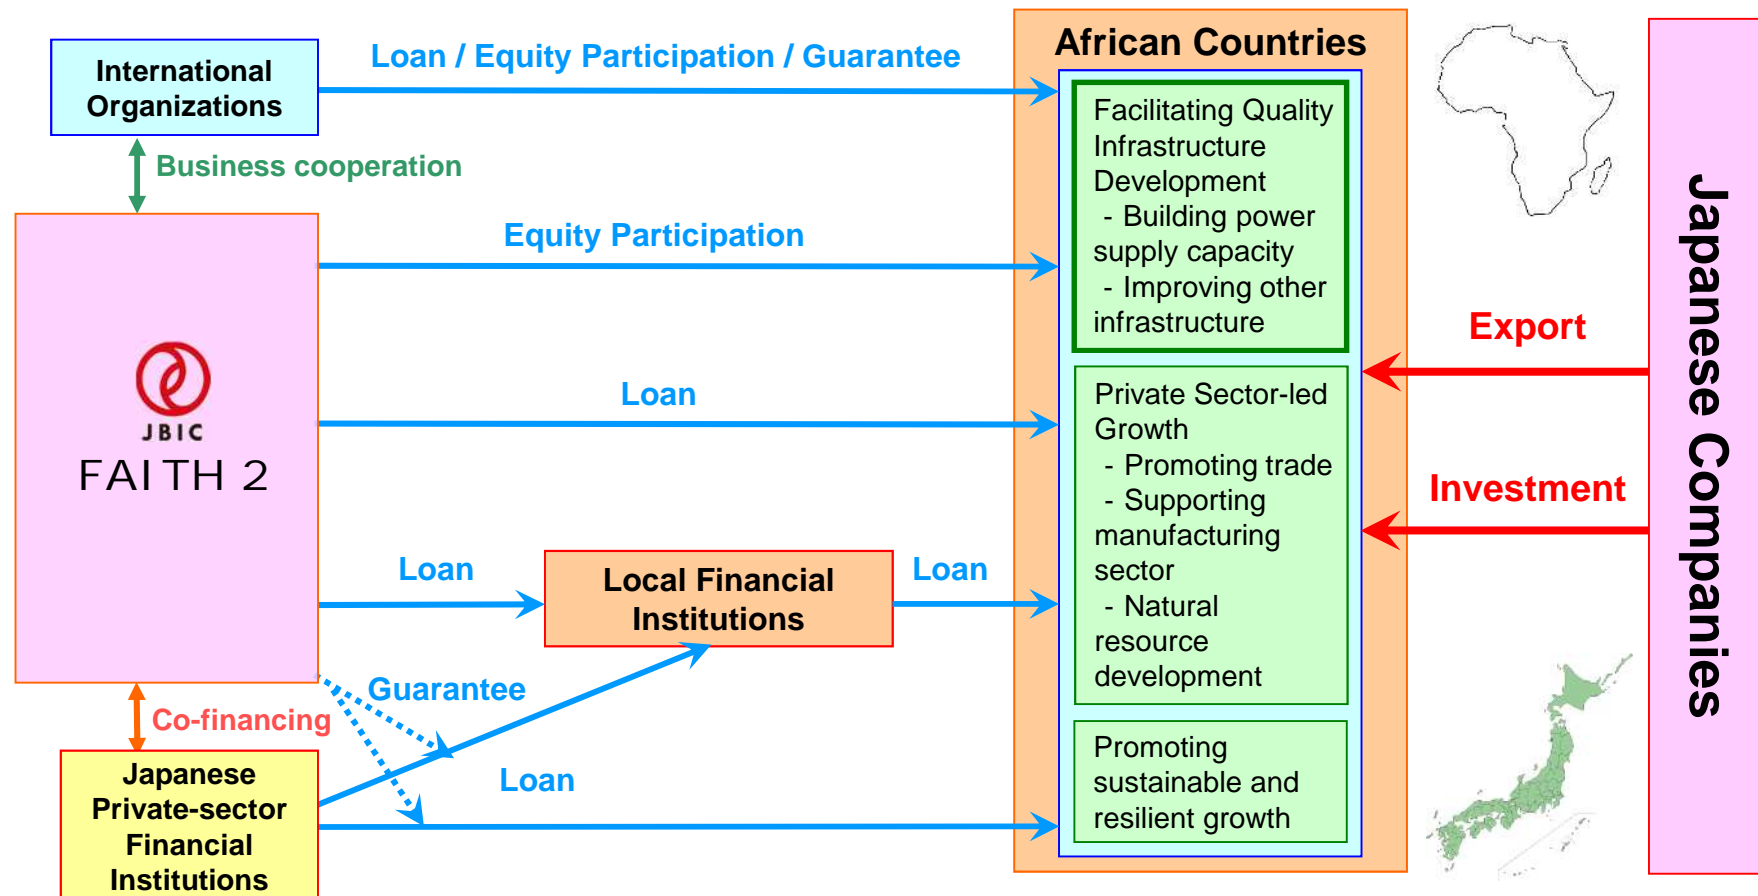 International
Organizations
Loan / Equity Participation / Guarantee
Business cooperation
JBIC
FAITH 2
Equity Participation
Loan
Loan
Local Financial
Institutions
Loan
Guarantee
Co-financing
Japanese
Private-sector
Financial
Institutions
Loan
African Countries
Facilitating Quality
Infrastructure
Development
- Building power
supply capacity
- Improving other
infrastructure
Private Sector-led
Growth
- Promoting trade
- Supporting
manufacturing
sector
- Natural
resource
development
Promoting
sustainable and
resilient growth
Export
Investment
Japanese Companies